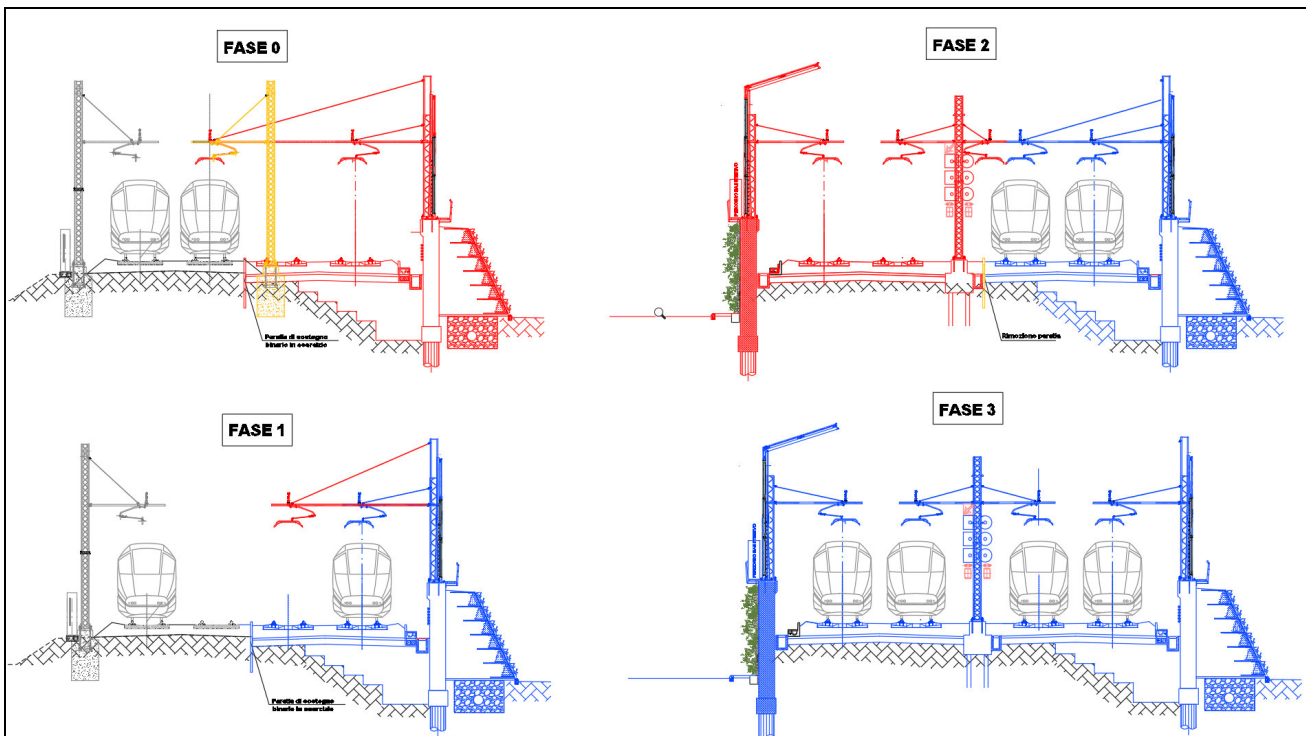 FASE 0
Paratia di sostegno
binario in esercizio
FASE 2
Rimozione paratia
FASE 1
Paratia di sostegno
binario in esercizio
FASE 3